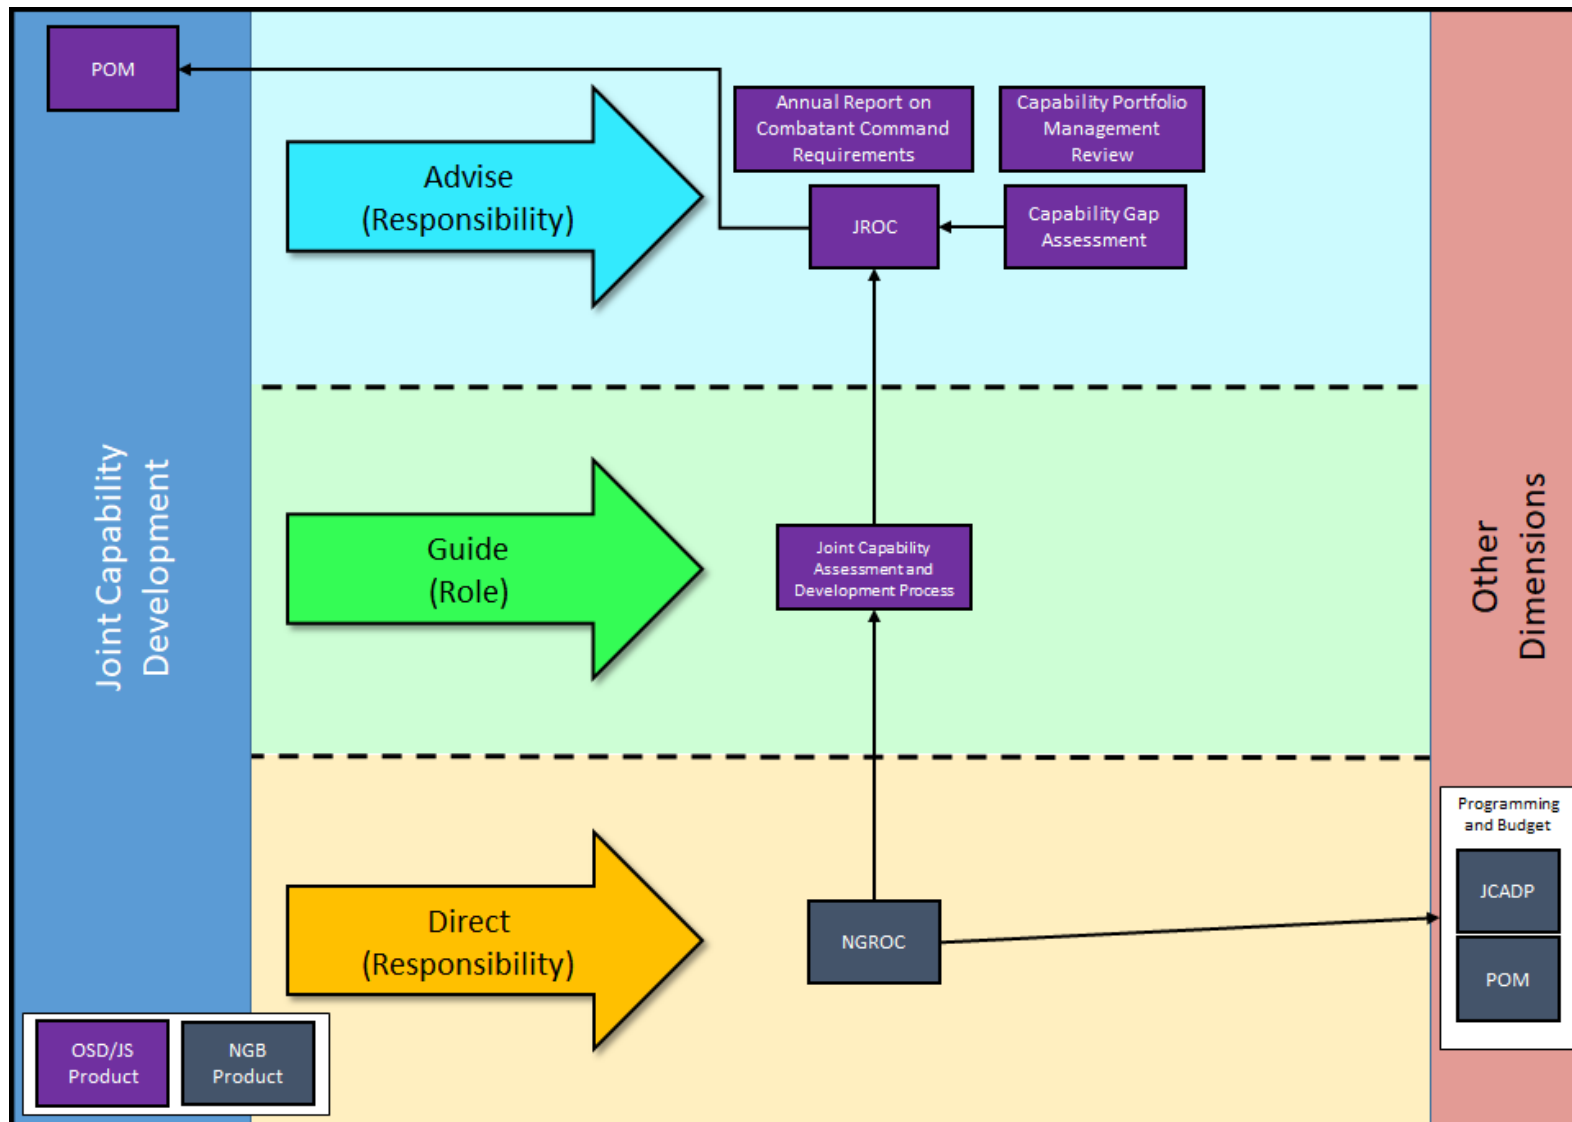 POM
Annual Report on
Combatant Command
Requirements
Capability Portfolio
Management
Review
Advise
(Responsibility)
JROC
Capability Gap
Assessment
Joint Capability
Development
Guide
(Role)
Joint Capability
Assessment and
Development Process
Other
Dimensions
Direct
(Responsibility)
NGROC
Programming
and Budget
JCADP
POM
OSD/JS
Product
NGB
Product